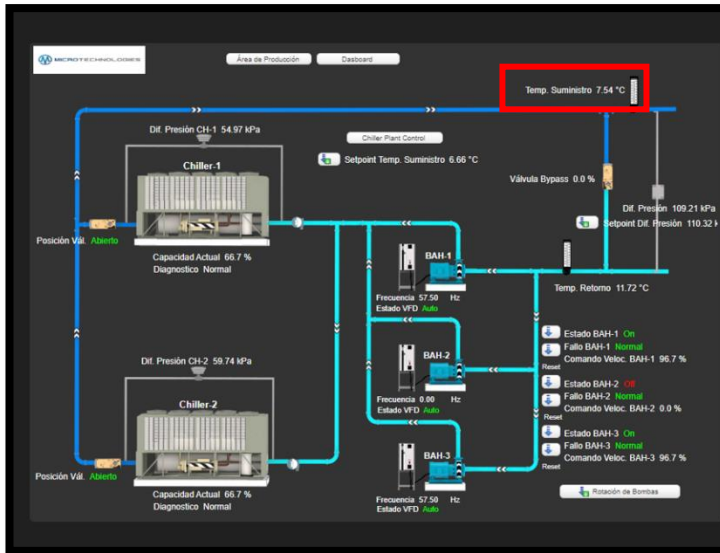 MICROTECHNOLOGIES
Área de Producción
Dasboard
Temp. Suministro 7.54 °C
Dif. Presión CH-1 54.97 kPa
Chiller Plant Control
Chiller-1
Setpoint Temp. Suministro 6.66 °C
Válvula Bypass 0.0 %
Dif. Presión 109.21 kPa
Setpoint Dif. Presión 110.32 k
Posición Vál. Abierto
Capacidad Actual 66.7 %
Diagnostico Normal
BAH-1
Temp. Retorno 11.72 °C
Frecuencia 57.50 Hz
Estado VFD Auto
Estado BAH-1 On
Fallo BAH-1 Normal
Reset
Comando Veloc. BAH-1 96.7 %
Dif. Presión CH-2 59.74 kPa
BAH-2
Estado BAH-2 Off
Fallo BAH-2 Normal
Reset
Comando Veloc. BAH-2 0.0 %
Frecuencia 0.00 Hz
Estado VFD Auto
Chiller-2
Estado BAH-3 On
Fallo BAH-3 Normal
Reset
Comando Veloc. BAH-3 96.7 %
BAH-3
Posición Vál. Abierto
Capacidad Actual 66.7 %
Diagnostico Normal
Frecuencia 57.50 Hz
Estado VFD Auto
Rotación de Bombas